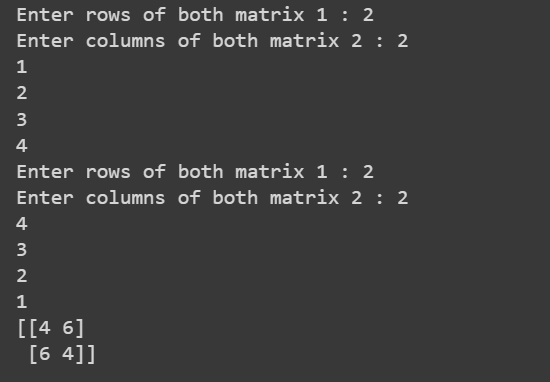 Enter rows of both matrix 1 : 2
Enter columns of both matrix 2 : 2
1
2
3
4
Enter rows of both matrix 1 : 2
Enter columns of both matrix 2 : 2
4
3
2
1
[[4 6]
 [6 4]]